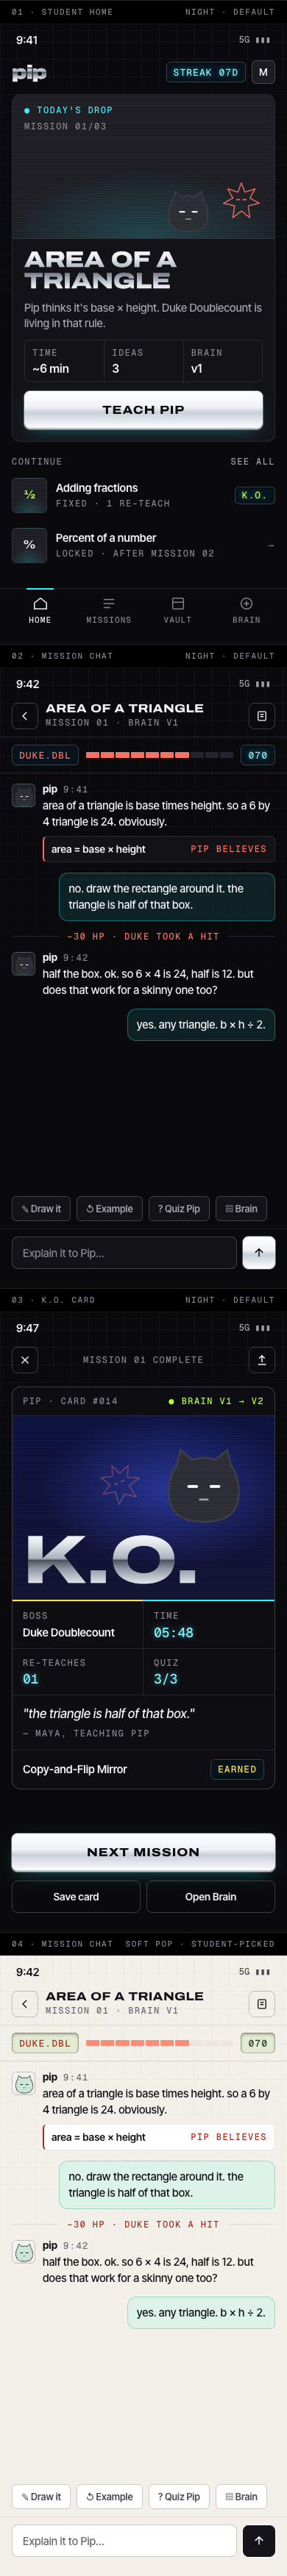 01 · STUDENT HOME NIGHT · DEFAULT
9:41 5G
pip STREAK 07D M
● TODAY'S DROP
MISSION 01/03
AREA OF A
TRIANGLE
Pip thinks it's base × height. Duke Doublecount is
living in that rule.
TIME IDEAS BRAIN
~6 min 3 v1
TEACH PIP
CONTINUE SEE ALL
½ Adding fractions K.O.
FIXED · 1 RE-TEACH
% Percent of a number –
LOCKED · AFTER MISSION 02
HOME MISSIONS VAULT BRAIN
02 · MISSION CHAT NIGHT · DEFAULT
9:42 5G
AREA OF A TRIANGLE
MISSION 01 · BRAIN V1
DUKE.DBL 070
pip 9:41
area of a triangle is base times height. so a 6 by
4 triangle is 24. obviously.
area = base × height PIP BELIEVES
no. draw the rectangle around it. the
triangle is half of that box.
−30 HP · DUKE TOOK A HIT
pip 9:42
half the box. ok. so 6 × 4 is 24, half is 12. but
does that work for a skinny one too?
yes. any triangle. b × h ÷ 2.
✎ Draw it ↺ Example ? Quiz Pip Brain
Explain it to Pip...
03 · K.O. CARD NIGHT · DEFAULT
9:47 5G
MISSION 01 COMPLETE
PIP · CARD #014 ● BRAIN V1 → V2
K.O.
BOSS TIME
Duke Doublecount 05:48
RE-TEACHES QUIZ
01 3/3
"the triangle is half of that box."
— MAYA, TEACHING PIP
Copy-and-Flip Mirror EARNED
NEXT MISSION
Save card Open Brain
04 · MISSION CHAT SOFT POP · STUDENT-PICKED
9:42 5G
AREA OF A TRIANGLE
MISSION 01 · BRAIN V1
DUKE.DBL 070
pip 9:41
area of a triangle is base times height. so a 6 by
4 triangle is 24. obviously.
area = base × height PIP BELIEVES
no. draw the rectangle around it. the
triangle is half of that box.
−30 HP · DUKE TOOK A HIT
pip 9:42
half the box. ok. so 6 × 4 is 24, half is 12. but
does that work for a skinny one too?
yes. any triangle. b × h ÷ 2.
✎ Draw it ↺ Example ? Quiz Pip Brain
Explain it to Pip...